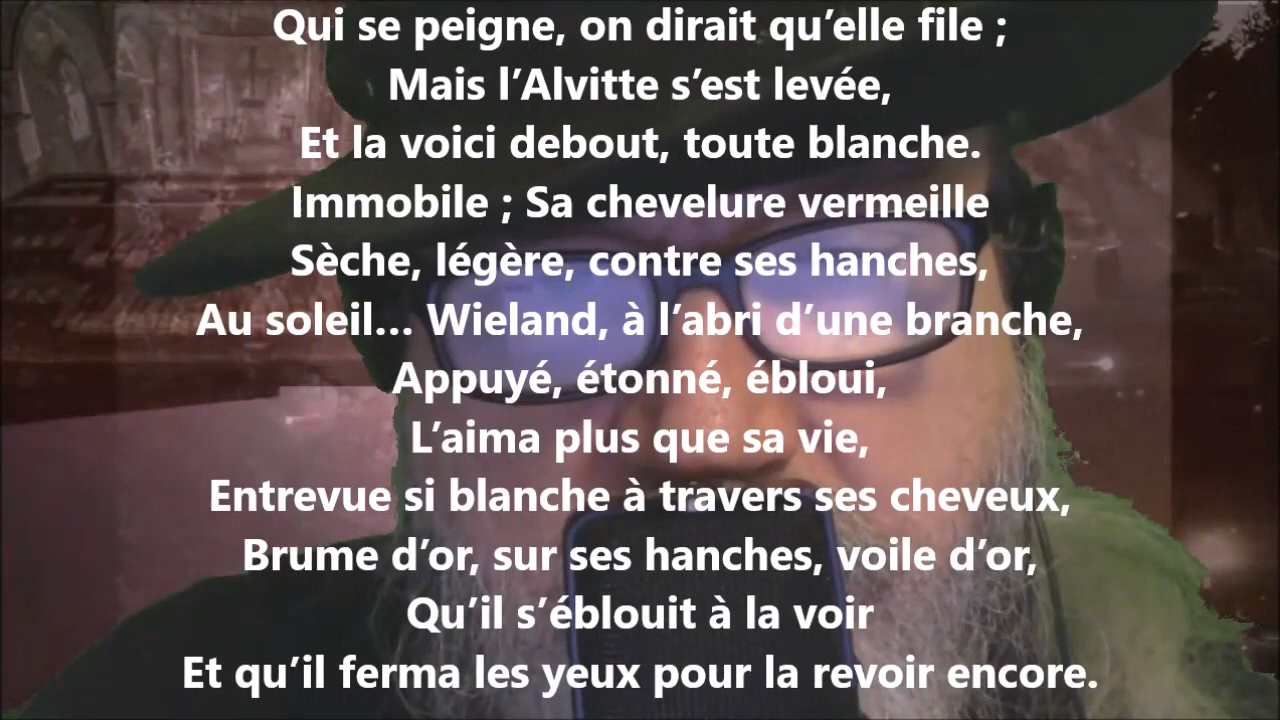 Qui se peigne, on dirait qu’elle file ;
Mais l’Alvitte s’est levée,
Et la voici debout, toute blanche.
Immobile ; Sa chevelure vermeille
Sèche, légère, contre ses hanches,
Au soleil… Wieland, à l’abri d’une branche,
Appuyé, étonné, ébloui,
L’aima plus que sa vie,
Entrevue si blanche à travers ses cheveux,
Brume d’or, sur ses hanches, voile d’or,
Qu’il s’éblouit à la voir
Et qu’il ferma les yeux pour la revoir encore.